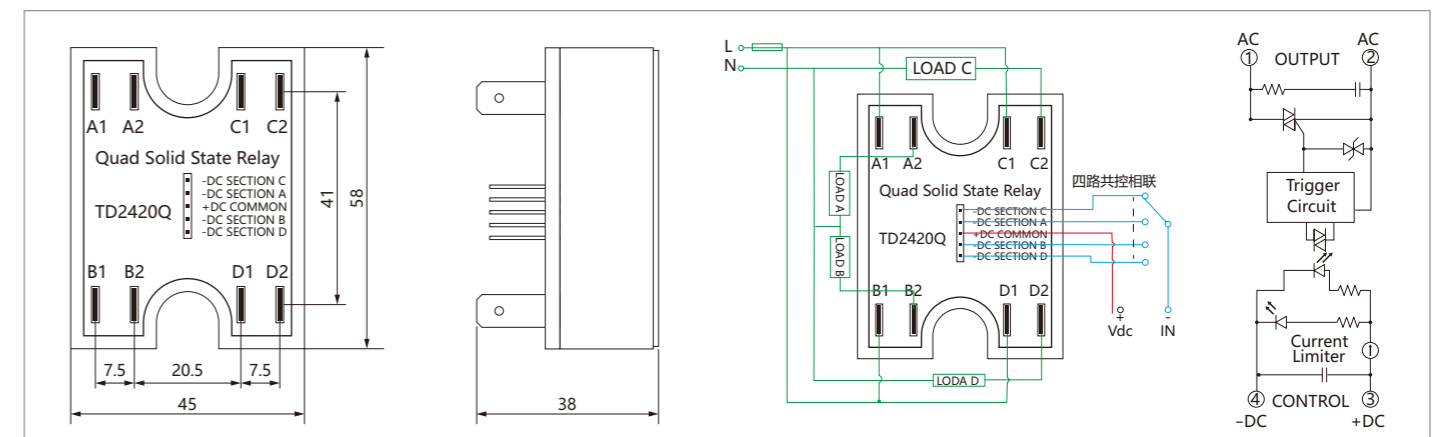 A1 A2 C1 C2
Quad Solid State Relay
-DC SECTION C
-DC SECTION A
TD2420Q +DC COMMON
-DC SECTION B
-DC SECTION D
B1 B2 D1 D2
41
58
7.5 20.5 7.5
45
38
L
N
LOAD C
A1 A2 C1 C2
LOAD A
Quad Solid State Relay
四路共控相联
-DC SECTION C
-DC SECTION A
TD2420Q +DC COMMON
-DC SECTION B
-DC SECTION D
LOAD B
B1 B2 D1 D2
+ -
Vdc IN
LODA D
AC AC
① OUTPUT ②
Trigger
Circuit
Current
Limiter
④ CONTROL ③
-DC +DC